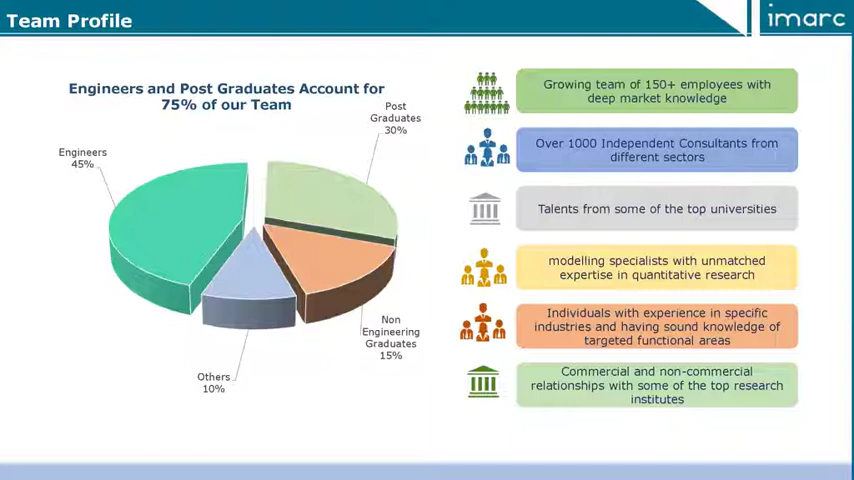 Team Profile
imarc
Engineers and Post Graduates Account for
75% of our Team
Post
Graduates
30%
Engineers
45%
Non
Engineering
Graduates
15%
Others
10%
Growing team of 150+ employees with
deep market knowledge
Over 1000 Independent Consultants from
different sectors
Talents from some of the top universities
modelling specialists with unmatched
expertise in quantitative research
Individuals with experience in specific
industries and having sound knowledge of
targeted functional areas
Commercial and non-commercial
relationships with some of the top research
institutes